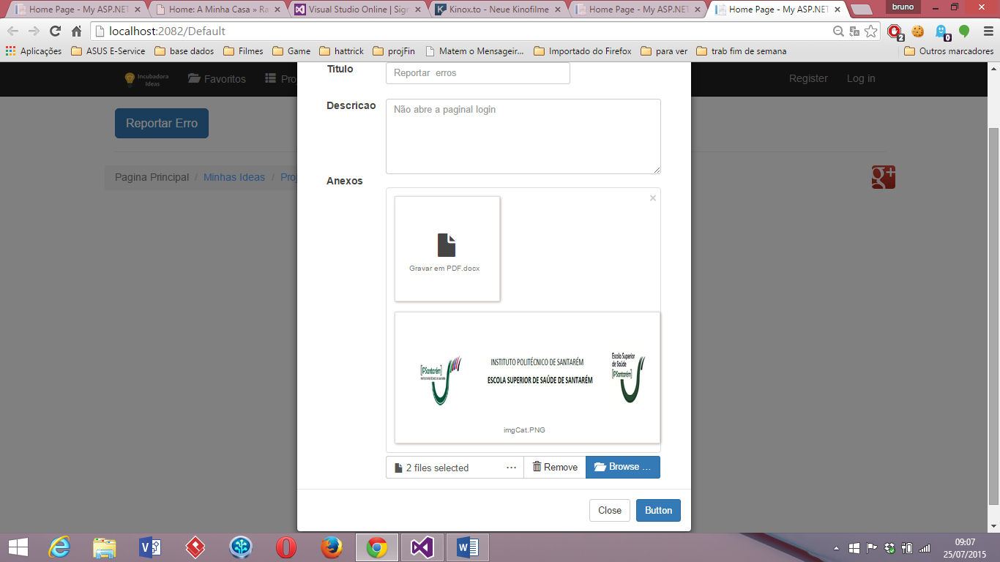 Home Page - My ASP.NET
Home: A Minha Casa » Ra
Visual Studio Online | Sign
Kinox.to - Neue Kinofilme
Home Page - My ASP.NET
Home Page - My ASP.NET
bruno
localhost:2082/Default
2
0
Aplicações
ASUS E-Service
base dados
Filmes
Game
hattrick
projFin
Matem o Mensageir...
Importado do Firefox
para ver
trab fim de semana
Outros marcadores
Incubadora
Ideas
Favoritos
Pro
Register
Log in
Reportar Erro
Pagina Principal / Minhas Ideas / Proj
g+
Titulo
Reportar erros
Descricao
Não abre a paginal login
Anexos
×
Gravar em PDF.docx
[IPSantarém]
INSTITUTO POLITÉCNICO DE SANTARÉM
ESCOLA SUPERIOR DE SAÚDE DE SANTARÉM
Escola Superior
de Saúde
[IPSantarém]
imgCat.PNG
2 files selected
...
Remove
Browse ...
Close
Button
09:07
25/07/2015